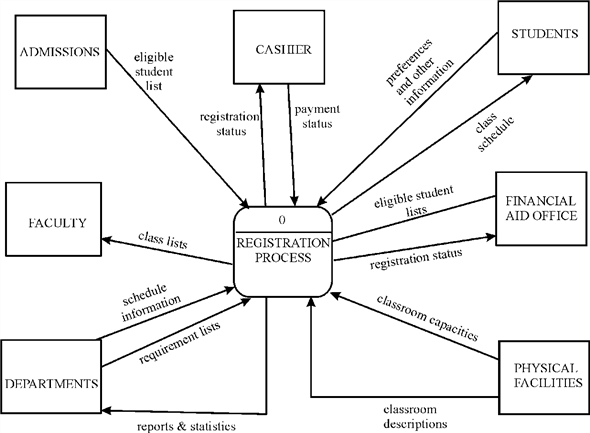 ADMISSIONS
eligible
student
list
CASHIER
registration
status
payment
status
preferences
and other
information
STUDENTS
class
schedule
FACULTY
class lists
0
REGISTRATION
PROCESS
eligible student
lists
FINANCIAL
AID OFFICE
registration status
schedule
information
requirement lists
DEPARTMENTS
reports & statistics
classroom capacities
PHYSICAL
FACILITIES
classroom
descriptions